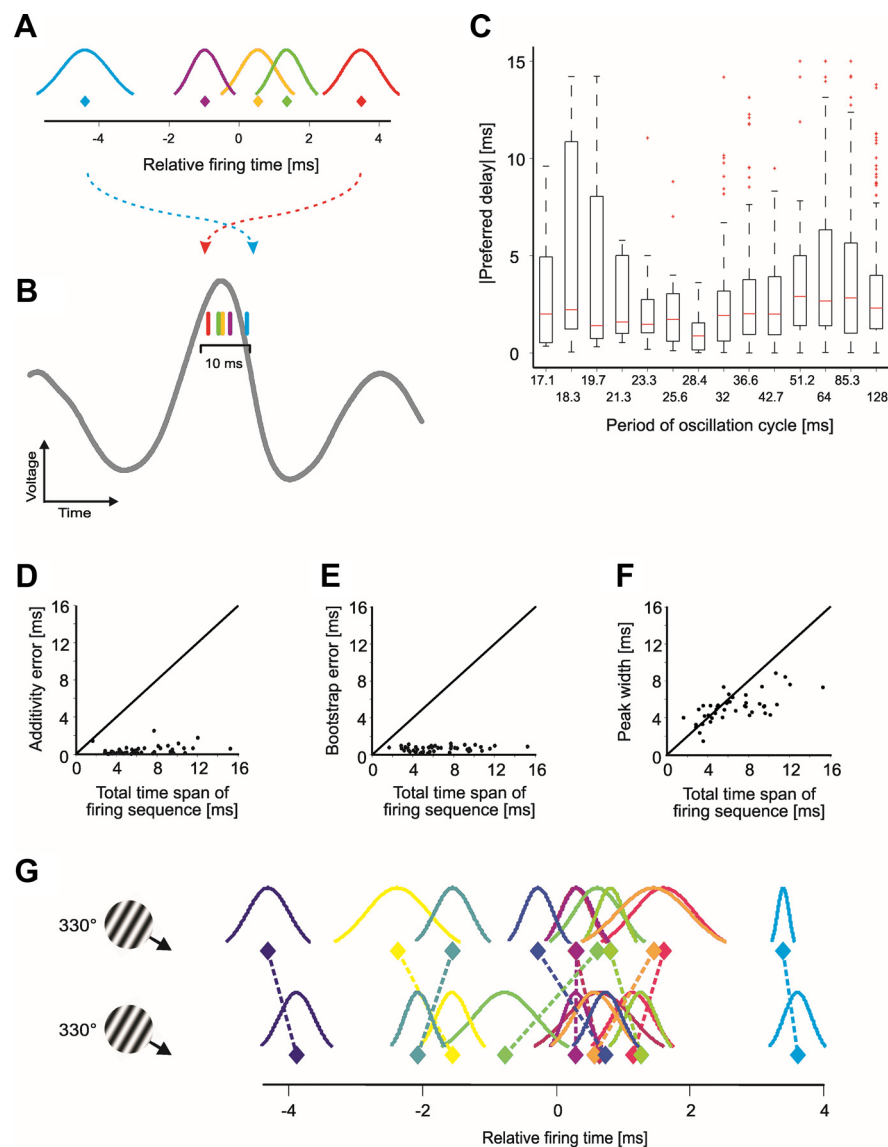 A
-4 -2 0 2 4
Relative firing time [ms]
B
10 ms
Voltage
Time
C
15
10
5
0
|Preferred delay| [ms]
17.1 19.7 23.3 28.4 36.6 51.2 85.3
18.3 21.3 25.6 32 42.7 64 128
Period of oscillation cycle [ms]
D
16
12
8
4
0
Additivity error [ms]
0 4 8 12 16
Total time span of
firing sequence [ms]
E
16
12
8
4
0
Bootstrap error [ms]
0 4 8 12 16
Total time span of
firing sequence [ms]
F
16
12
8
4
0
Peak width [ms]
0 4 8 12 16
Total time span of
firing sequence [ms]
G
330°
330°
-4 -2 0 2 4
Relative firing time [ms]